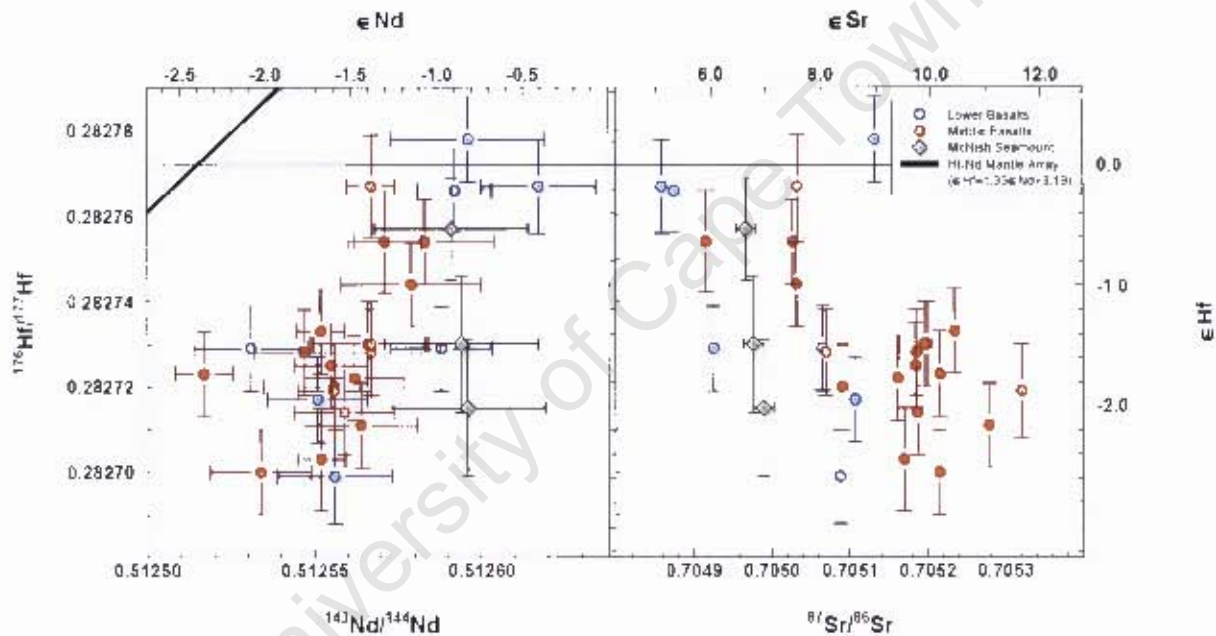 ϵ Nd ϵ Sr
-2.5 -2.0 -1.5 -1.0 -0.5 6.0 8.0 10.0 12.0
Lower Basalts
Middle Basalts
McNish Seamount
Hf-Nd Mantle Array
0.28278
0.28276
0.28274
0.28272
0.28270
¹⁷⁶Hf/¹⁷⁷Hf
0.0
-1.0
-2.0
ϵ Hf
0.51250 0.51255 0.51260 0.7049 0.7050 0.7051 0.7052 0.7053
¹⁴³Nd/¹⁴⁴Nd ⁸⁷Sr/⁸⁶Sr
University of Cape Town